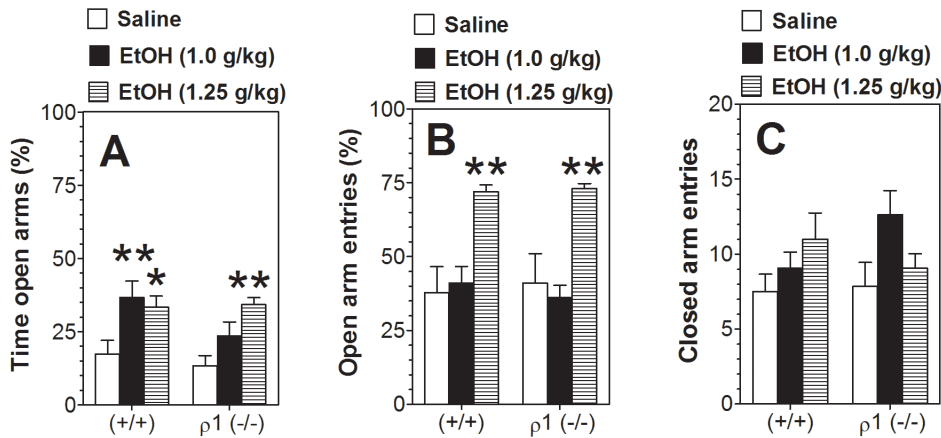 Saline
EtOH (1.0 g/kg)
EtOH (1.25 g/kg)
Time open arms (%)
100
75
50
25
0
A
**
*
**
(+/+)
ρ1 (-/-)
Saline
EtOH (1.0 g/kg)
EtOH (1.25 g/kg)
Open arm entries (%)
100
75
50
25
0
B
**
**
(+/+)
ρ1 (-/-)
Saline
EtOH (1.0 g/kg)
EtOH (1.25 g/kg)
Closed arm entries
20
15
10
5
0
C
(+/+)
ρ1 (-/-)